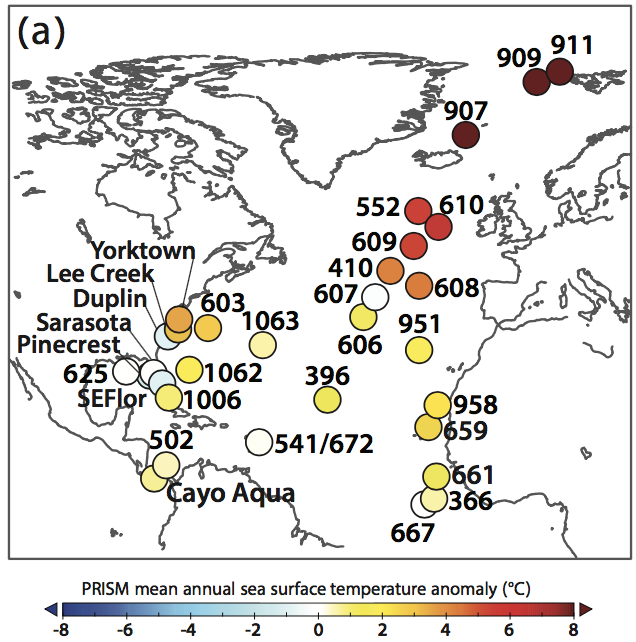 (a)
909
911
907
552
610
609
410
607
608
606
951
Yorktown
Lee Creek
Duplin
603
Sarasota
1063
Pinecrest
625
1062
396
SEFlor
1006
958
659
502
541/672
661
Cayo Aqua
366
667
PRISM mean annual sea surface temperature anomaly (°C)
-8 -6 -4 -2 0 2 4 6 8